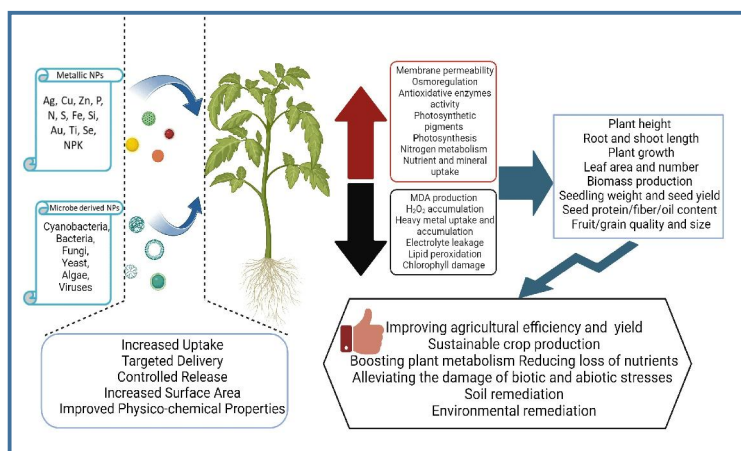 Metallic NPs
Ag, Cu, Zn, P,
N, S, Fe, Si,
Au, Ti, Se,
NPK
Microbe derived NPs
Cyanobacteria,
Bacteria,
Fungi,
Yeast,
Algae,
Viruses
Increased Uptake
Targeted Delivery
Controlled Release
Increased Surface Area
Improved Physico-chemical Properties
Membrane permeability
Osmoregulation
Antioxidative enzymes
activity
Photosynthetic
pigments
Photosynthesis
Nitrogen metabolism
Nutrient and mineral
uptake
MDA production
H₂O₂ accumulation
Heavy metal uptake and
accumulation
Electrolyte leakage
Lipid peroxidation
Chlorophyll damage
Plant height
Root and shoot length
Plant growth
Leaf area and number
Biomass production
Seedling weight and seed yield
Seed protein/fiber/oil content
Fruit/grain quality and size
Improving agricultural efficiency and yield
Sustainable crop production
Boosting plant metabolism Reducing loss of nutrients
Alleviating the damage of biotic and abiotic stresses
Soil remediation
Environmental remediation